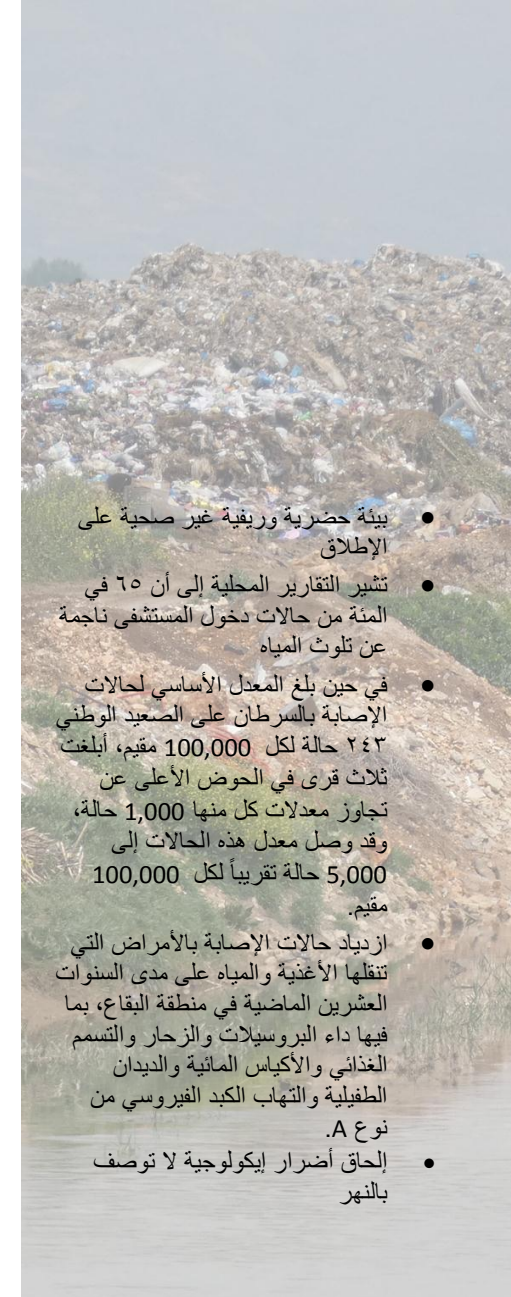 ● بيئة حضرية وريفية غير صحية على
الإطلاق
● تشير التقارير المحلية إلى أن ٦٥ في
المئة من حالات دخول المستشفى ناجمة
عن تلوث المياه
● في حين بلغ المعدل الأساسي لحالات
الإصابة بالسرطان على الصعيد الوطني
٢٤٣ حالة لكل 100,000 مقيم، أبلغت
ثلاث قرى في الحوض الأعلى عن
تجاوز معدلات كل منها 1,000 حالة،
وقد وصل معدل هذه الحالات إلى
5,000 حالة تقريباً لكل 100,000
مقيم.
● ازدياد حالات الإصابة بالأمراض التي
تنقلها الأغذية والمياه على مدى السنوات
العشرين الماضية في منطقة البقاع، بما
فيها داء البروسيلات والزحار والتسمم
الغذائي والأكياس المائية والديدان
الطفيلية والتهاب الكبد الفيروسي من
نوع A.
● إلحاق أضرار إيكولوجية لا توصف
بالنهر